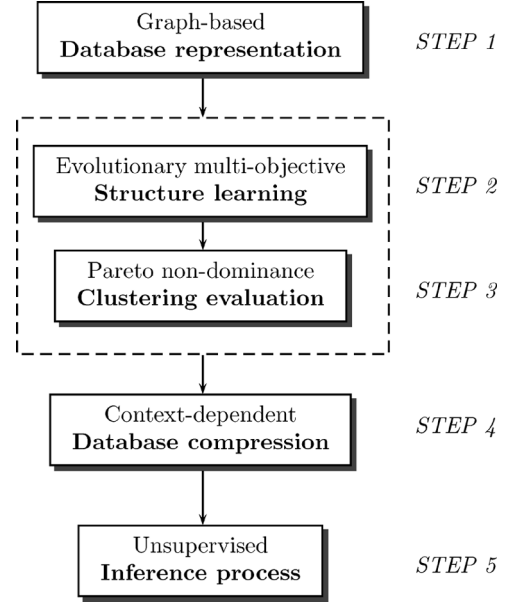 Graph-based
Database representation
STEP 1
Evolutionary multi-objective
Structure learning
STEP 2
Pareto non-dominance
Clustering evaluation
STEP 3
Context-dependent
Database compression
STEP 4
Unsupervised
Inference process
STEP 5